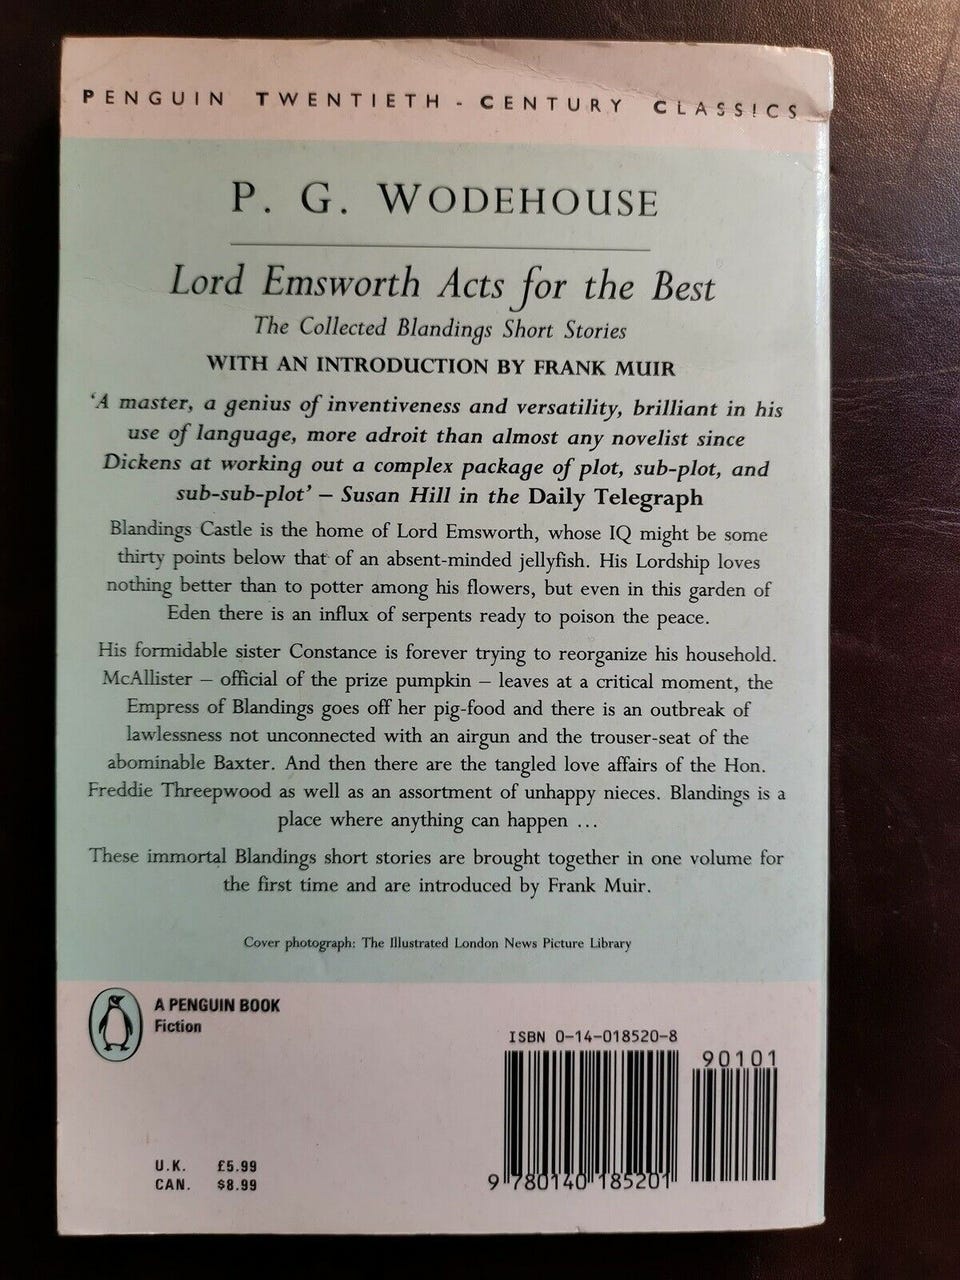 PENGUIN TWENTIETH-CENTURY CLASSICS
P. G. WODEHOUSE
Lord Emsworth Acts for the Best
The Collected Blandings Short Stories
WITH AN INTRODUCTION BY FRANK MUIR
'A master, a genius of inventiveness and versatility, brilliant in his
use of language, more adroit than almost any novelist since
Dickens at working out a complex package of plot, sub-plot, and
sub-sub-plot' – Susan Hill in the Daily Telegraph
Blandings Castle is the home of Lord Emsworth, whose IQ might be some
thirty points below that of an absent-minded jellyfish. His Lordship loves
nothing better than to potter among his flowers, but even in this garden of
Eden there is an influx of serpents ready to poison the peace.
His formidable sister Constance is forever trying to reorganize his household.
McAllister – official of the prize pumpkin – leaves at a critical moment, the
Empress of Blandings goes off her pig-food and there is an outbreak of
lawlessness not unconnected with an airgun and the trouser-seat of the
abominable Baxter. And then there are the tangled love affairs of the Hon.
Freddie Threepwood as well as an assortment of unhappy nieces. Blandings is a
place where anything can happen ...
These immortal Blandings short stories are brought together in one volume for
the first time and are introduced by Frank Muir.
Cover photograph: The Illustrated London News Picture Library
A PENGUIN BOOK
Fiction
ISBN 0-14-018520-8
90101
9 780140 185201
U.K. £5.99
CAN. $8.99